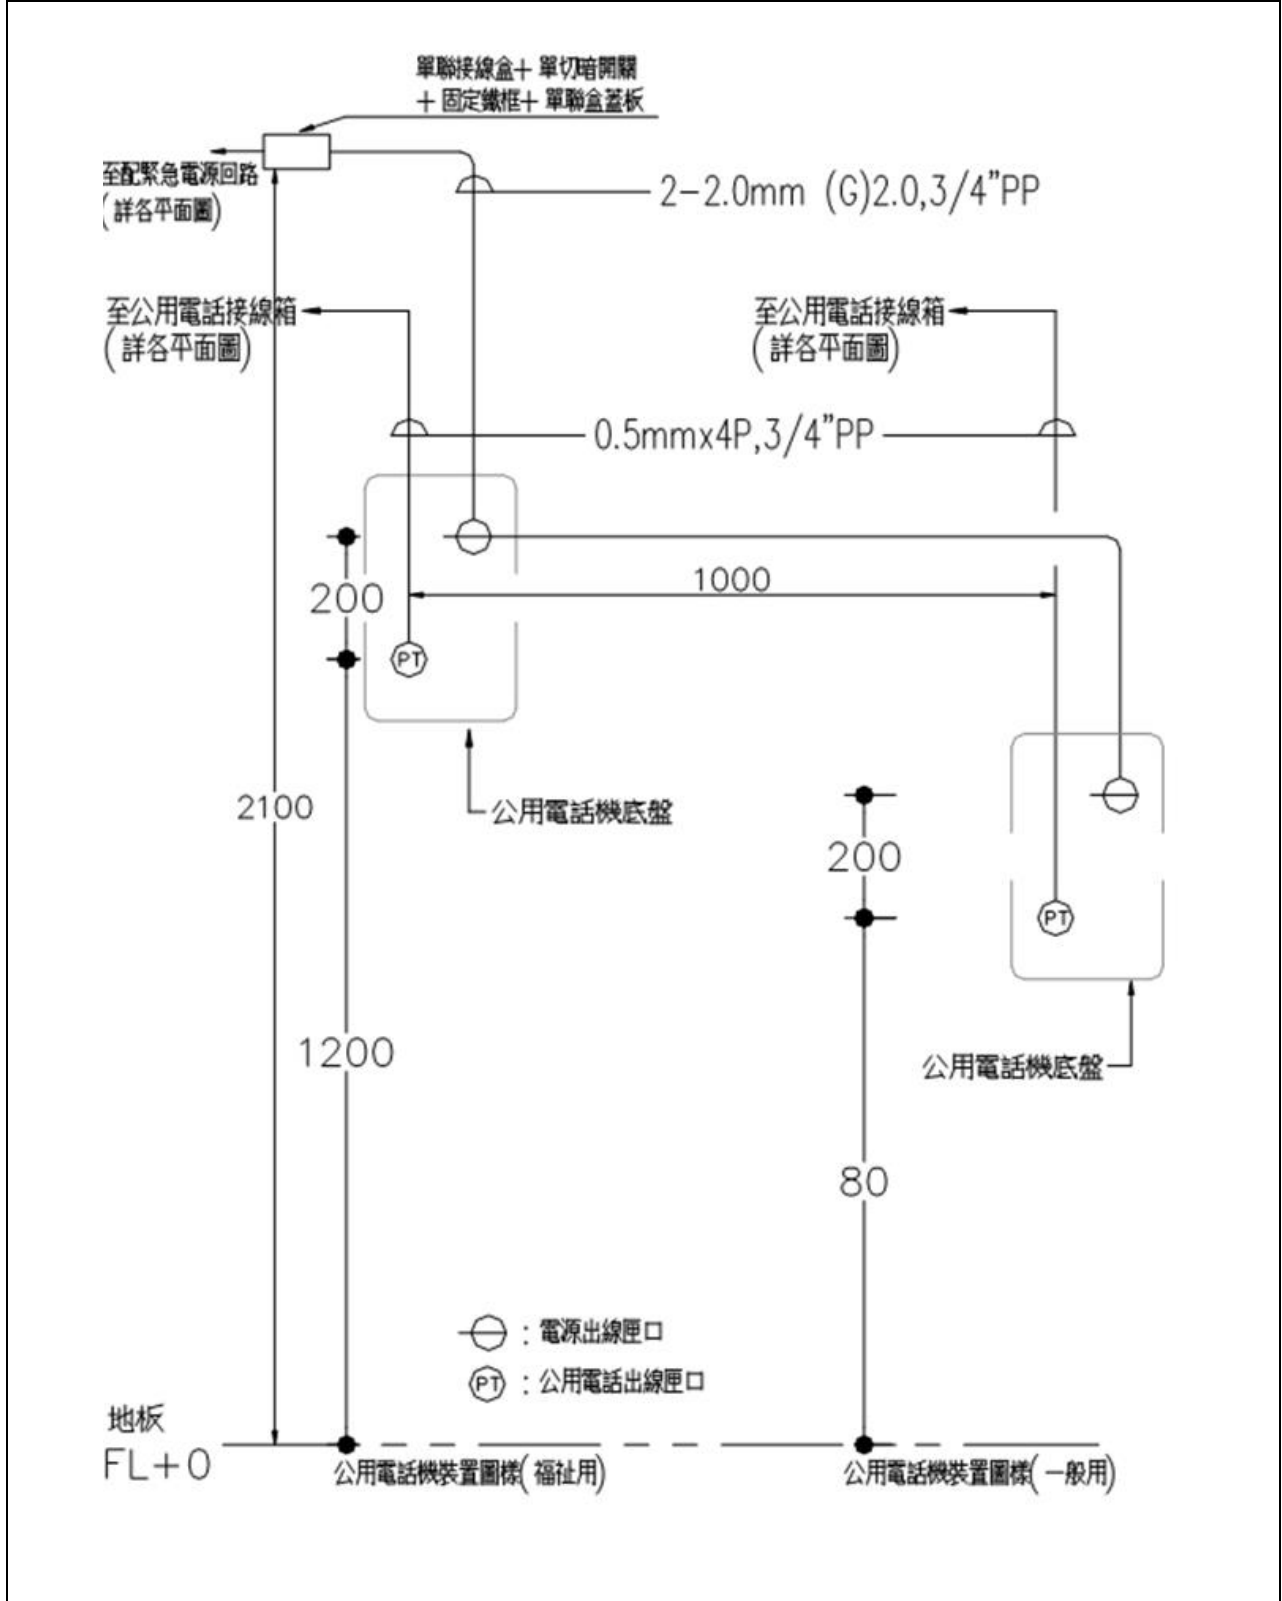 單聯接線盒＋單切暗開關
＋固定鐵框＋單聯盒蓋板
至配緊急電源回路
(詳各平面圖)
2-2.0mm (G)2.0,3/4"PP
至公用電話接線箱
(詳各平面圖)
至公用電話接線箱
(詳各平面圖)
0.5mmx4P,3/4"PP
1000
200
PT
2100
公用電話機底盤
200
PT
1200
公用電話機底盤
80
：電源出線匣口
PT：公用電話出線匣口
地板
FL+0
公用電話機裝置圖樣(福祉用)
公用電話機裝置圖樣(一般用)